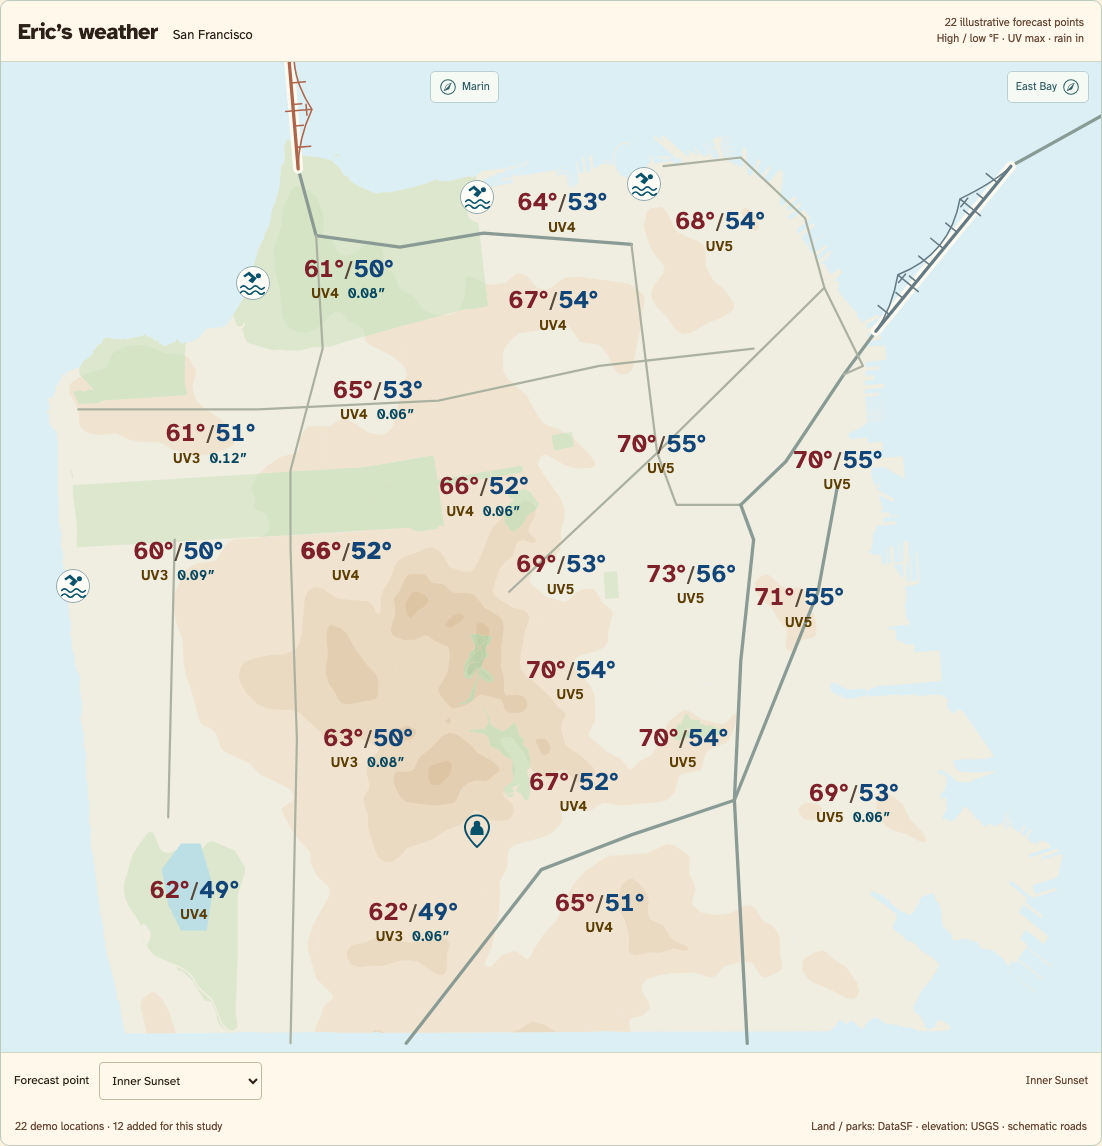 Eric's weather
San Francisco
22 illustrative forecast points
High / low °F · UV max · rain in
Marin
East Bay
64°/53°
UV4
68°/54°
UV5
61°/50°
UV4 0.08″
67°/54°
UV4
65°/53°
UV4 0.06″
61°/51°
UV3 0.12″
70°/55°
UV5
70°/55°
UV5
66°/52°
UV4 0.06″
60°/50°
UV3 0.09″
66°/52°
UV4
69°/53°
UV5
73°/56°
UV5
71°/55°
UV5
70°/54°
UV5
63°/50°
UV3 0.08″
70°/54°
UV5
67°/52°
UV4
69°/53°
UV5 0.06″
62°/49°
UV4
62°/49°
UV3 0.06″
65°/51°
UV4
Forecast point
Inner Sunset
Inner Sunset
22 demo locations · 12 added for this study
Land / parks: DataSF · elevation: USGS · schematic roads